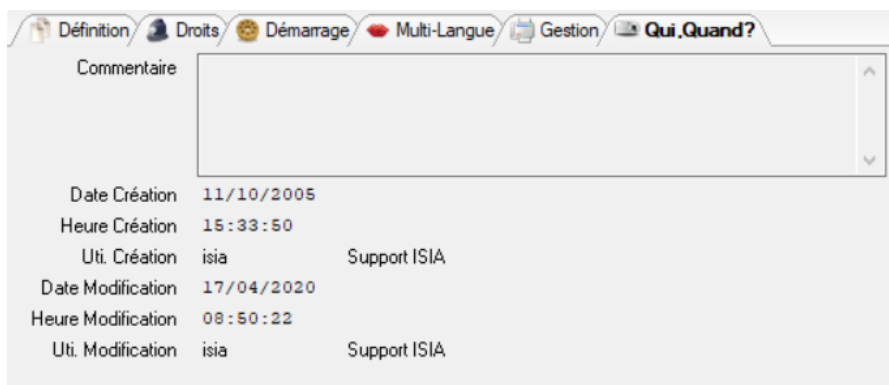 Définition Droits Démarrage Multi-Langue Gestion Qui,Quand?
Commentaire
Date Création 11/10/2005
Heure Création 15:33:50
Uti. Création isia Support ISIA
Date Modification 17/04/2020
Heure Modification 08:50:22
Uti. Modification isia Support ISIA